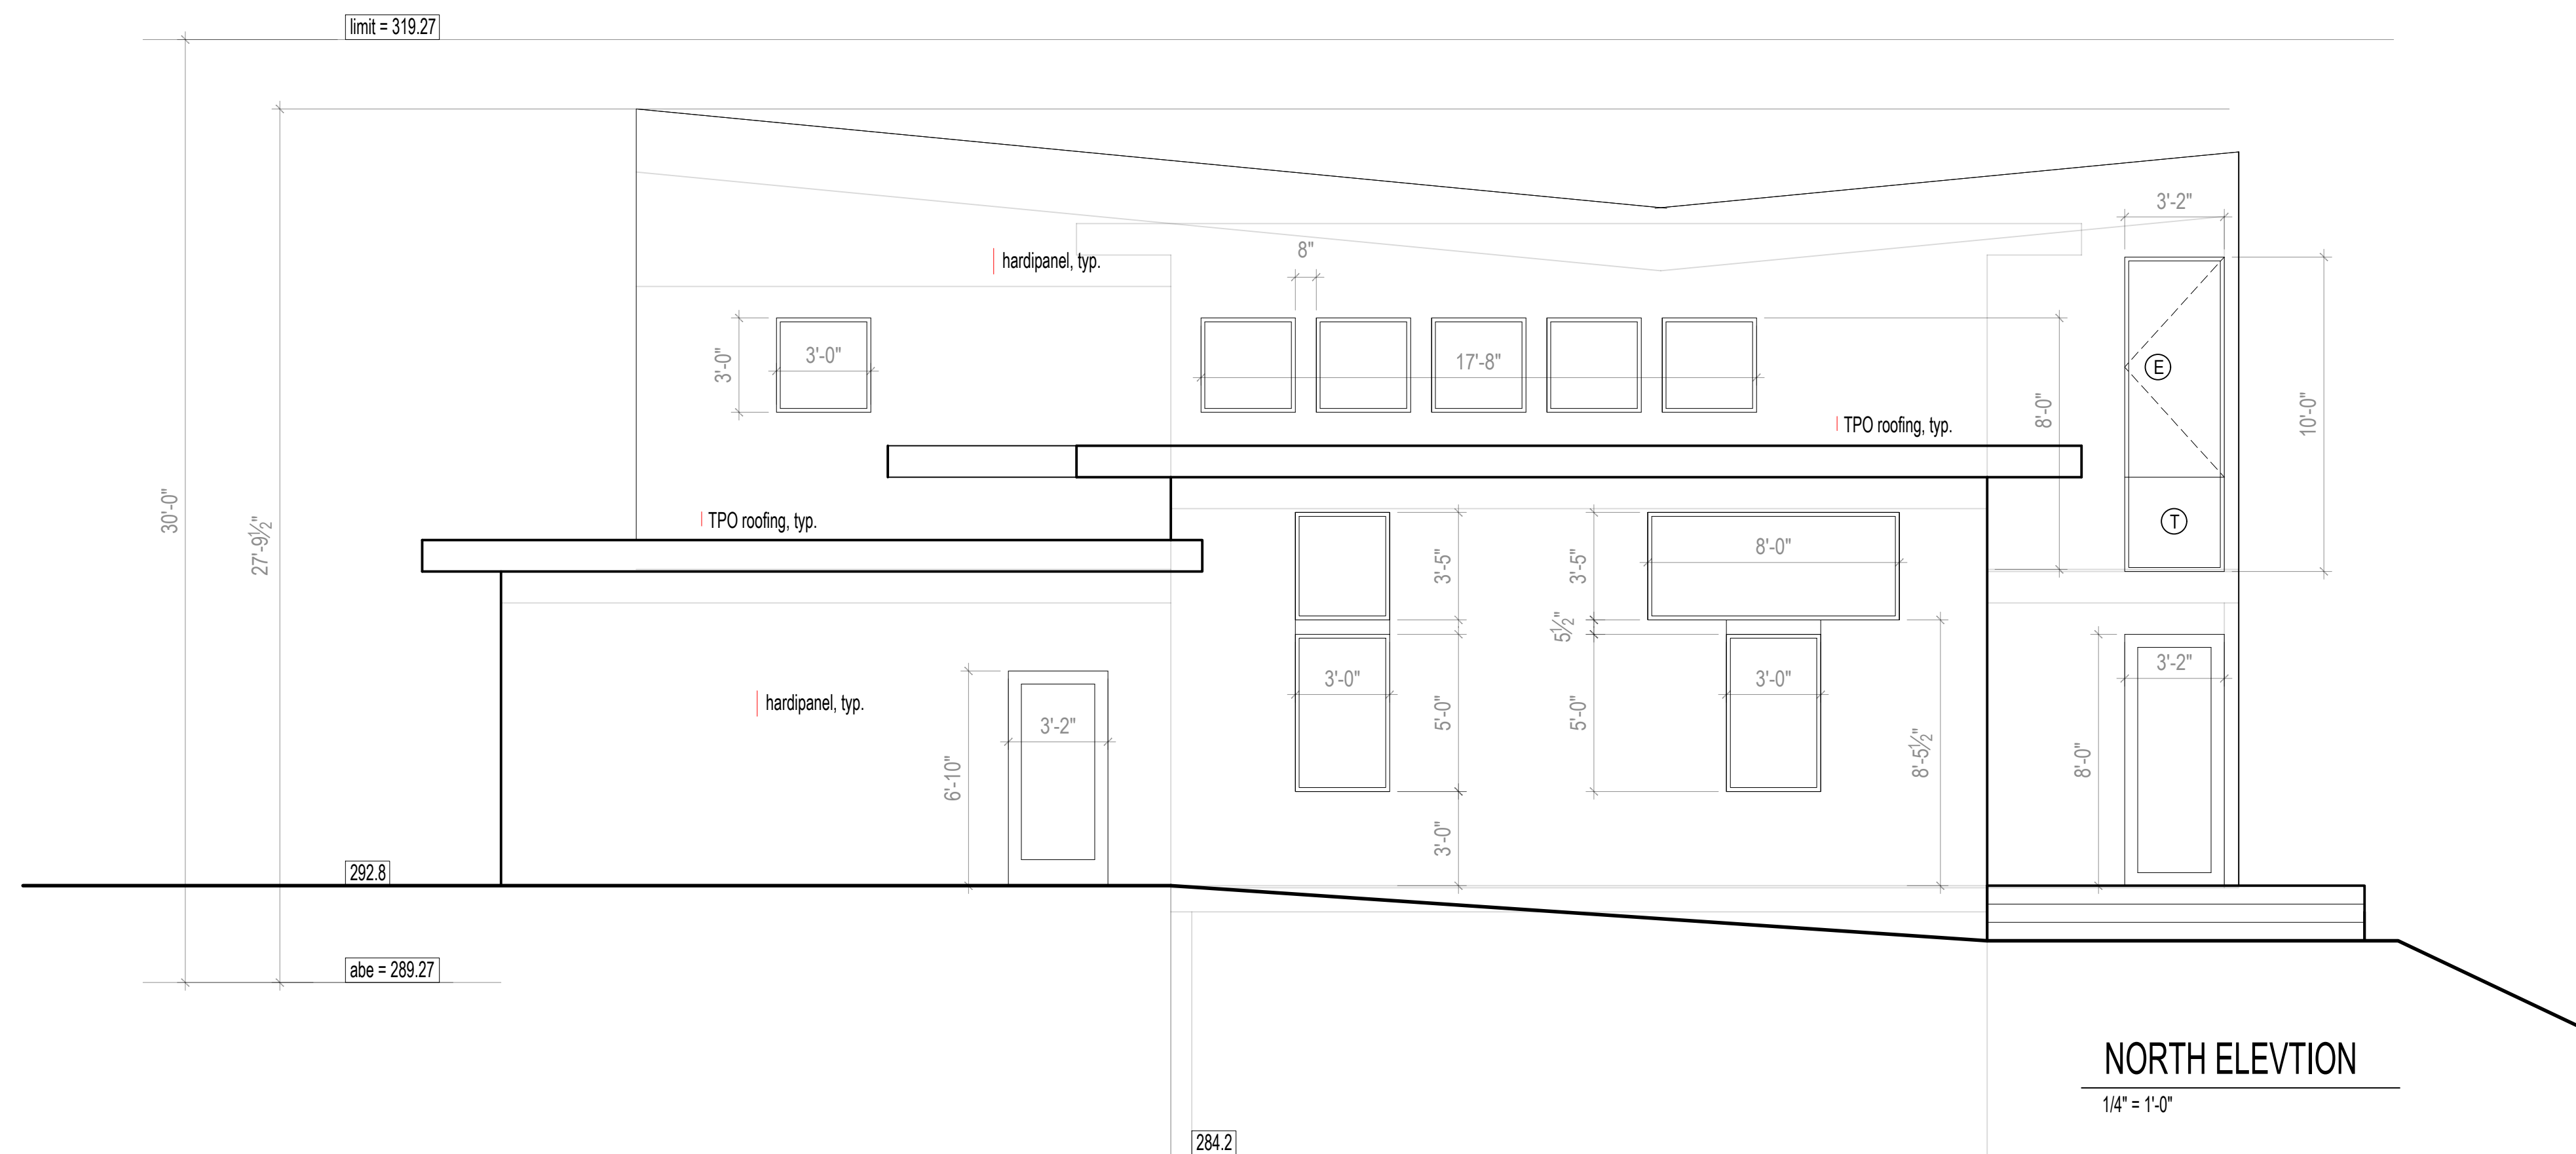 limit = 319.27
3'-2"
8"
hardipanel, typ.
3'-0"
3'-0"
17'-8"
E
8'-0"
10'-0"
TPO roofing, typ.
30'-0"
27'-9½"
TPO roofing, typ.
T
3'-5"
3'-5"
8'-0"
5½"
3'-0"
3'-0"
3'-2"
hardipanel, typ.
5'-0"
5'-0"
3'-2"
6'-10"
8'-5½"
8'-0"
3'-0"
292.8
abe = 289.27
NORTH ELEVTION
1/4" = 1'-0"
284.2